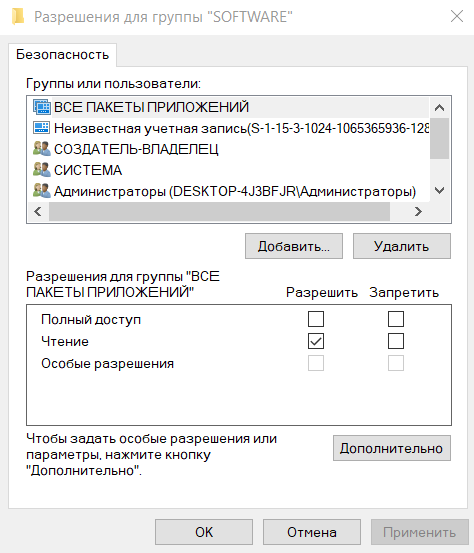 Разрешения для группы "SOFTWARE"
Безопасность
Группы или пользователи:
ВСЕ ПАКЕТЫ ПРИЛОЖЕНИЙ
Неизвестная учетная запись(S-1-15-3-1024-1065365936-128
СОЗДАТЕЛЬ-ВЛАДЕЛЕЦ
СИСТЕМА
Администраторы (DESKTOP-4J3BFJR\Администраторы)
Добавить... Удалить
Разрешения для группы "ВСЕ
ПАКЕТЫ ПРИЛОЖЕНИЙ" Разрешить Запретить
Полный доступ
Чтение
Особые разрешения
Чтобы задать особые разрешения или
параметры, нажмите кнопку
"Дополнительно".
Дополнительно
OK Отмена Применить